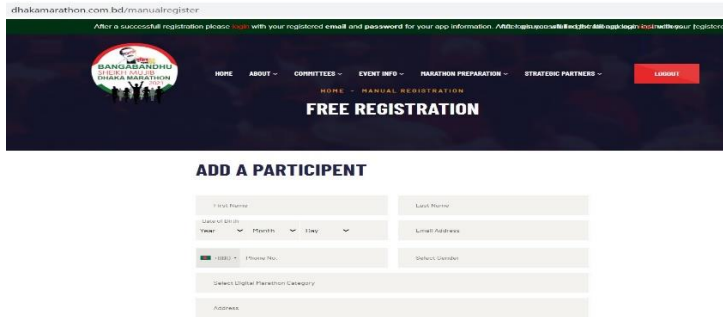 dhakamarathon.com.bd/manualregister
After a successfull registration please login with your registered email and password for your app information.
BANGABANDHU
SHEIKH MUJIB
DHAKA MARATHON
2021
HOME ABOUT COMMITTEES EVENT INFO MARATHON PREPARATION STRATEGIC PARTNERS LOGOUT
HOME - MANUAL REGISTRATION
FREE REGISTRATION
ADD A PARTICIPENT
First Name Last Name
Date of Birth
Year Month Day Email Address
+880 Phone No. Select Gender
Select Digital Marathon Category
Address